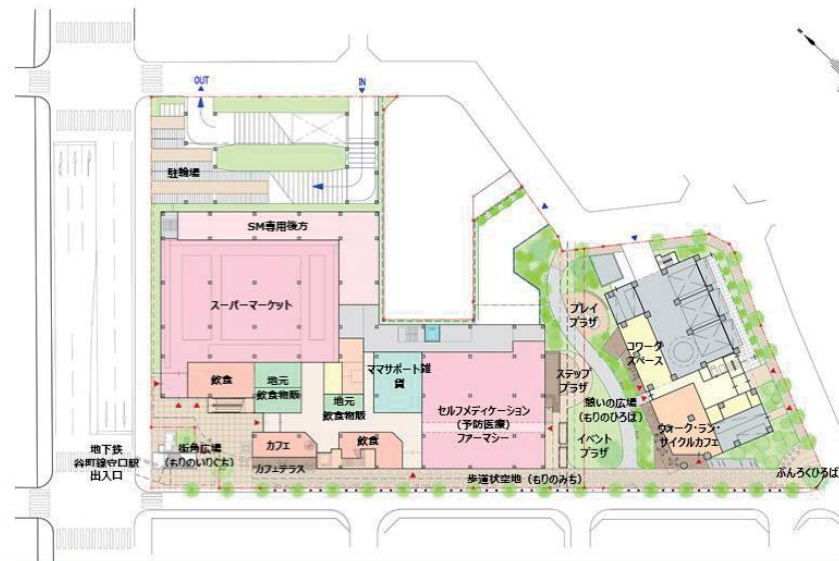 OUT
IN
駐輪場
SM専用後方
スーパーマーケット
飲食
地元
飲食物販
地元
飲食物販
ママサポート雑
貨
セルフメディケーション
(予防医療)
ファーマシー
カフェ
飲食
カフェテラス
地下鉄
谷町線守口駅
出入口
街角広場
(もりのいりぐち)
プレイ
プラザ
ステップ
プラザ
コワーク
スペース
憩いの広場
(もりのひろば)
イベント
プラザ
ウォーク・ラン・
サイクルカフェ
歩道状空地(もりのみち)
ぶんろくひろば